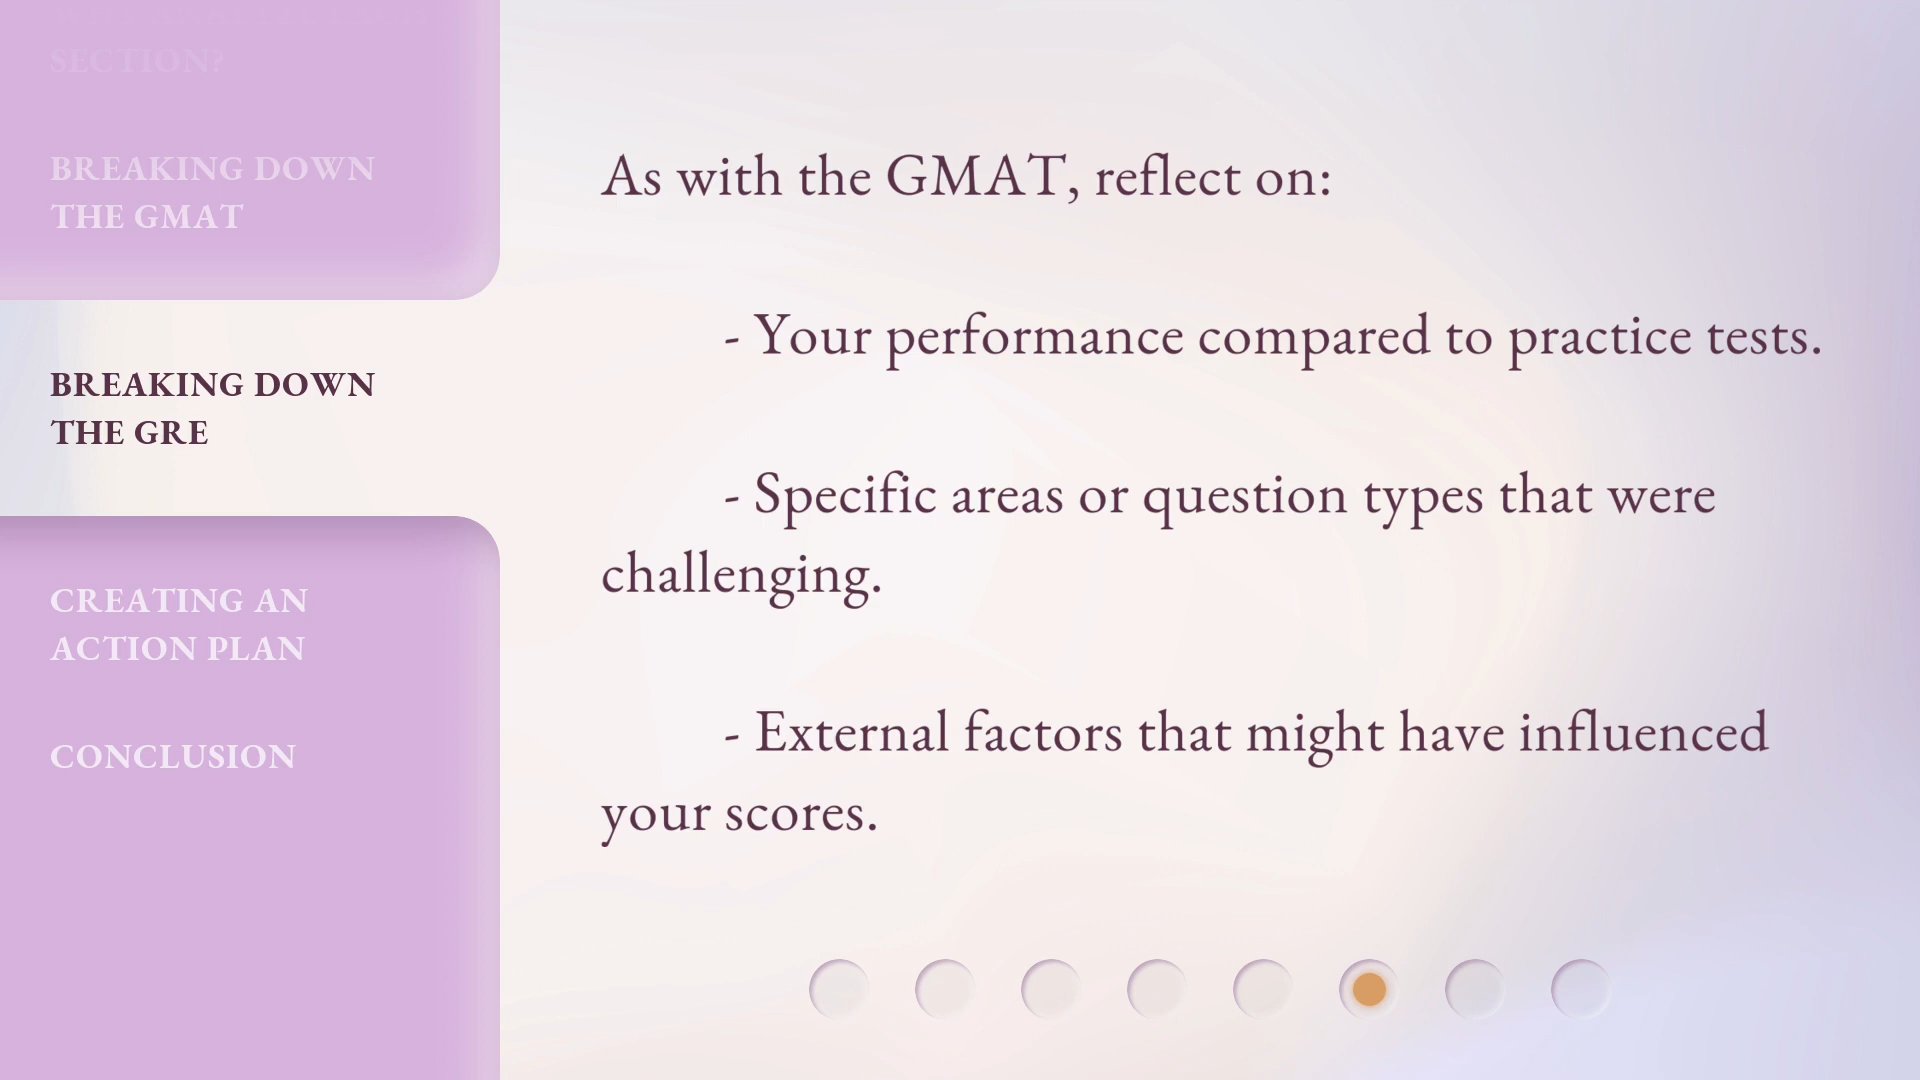 SECTION?
BREAKING DOWN
THE GMAT
BREAKING DOWN
THE GRE
CREATING AN
ACTION PLAN
CONCLUSION
As with the GMAT, reflect on:
- Your performance compared to practice tests.
- Specific areas or question types that were
challenging.
- External factors that might have influenced
your scores.